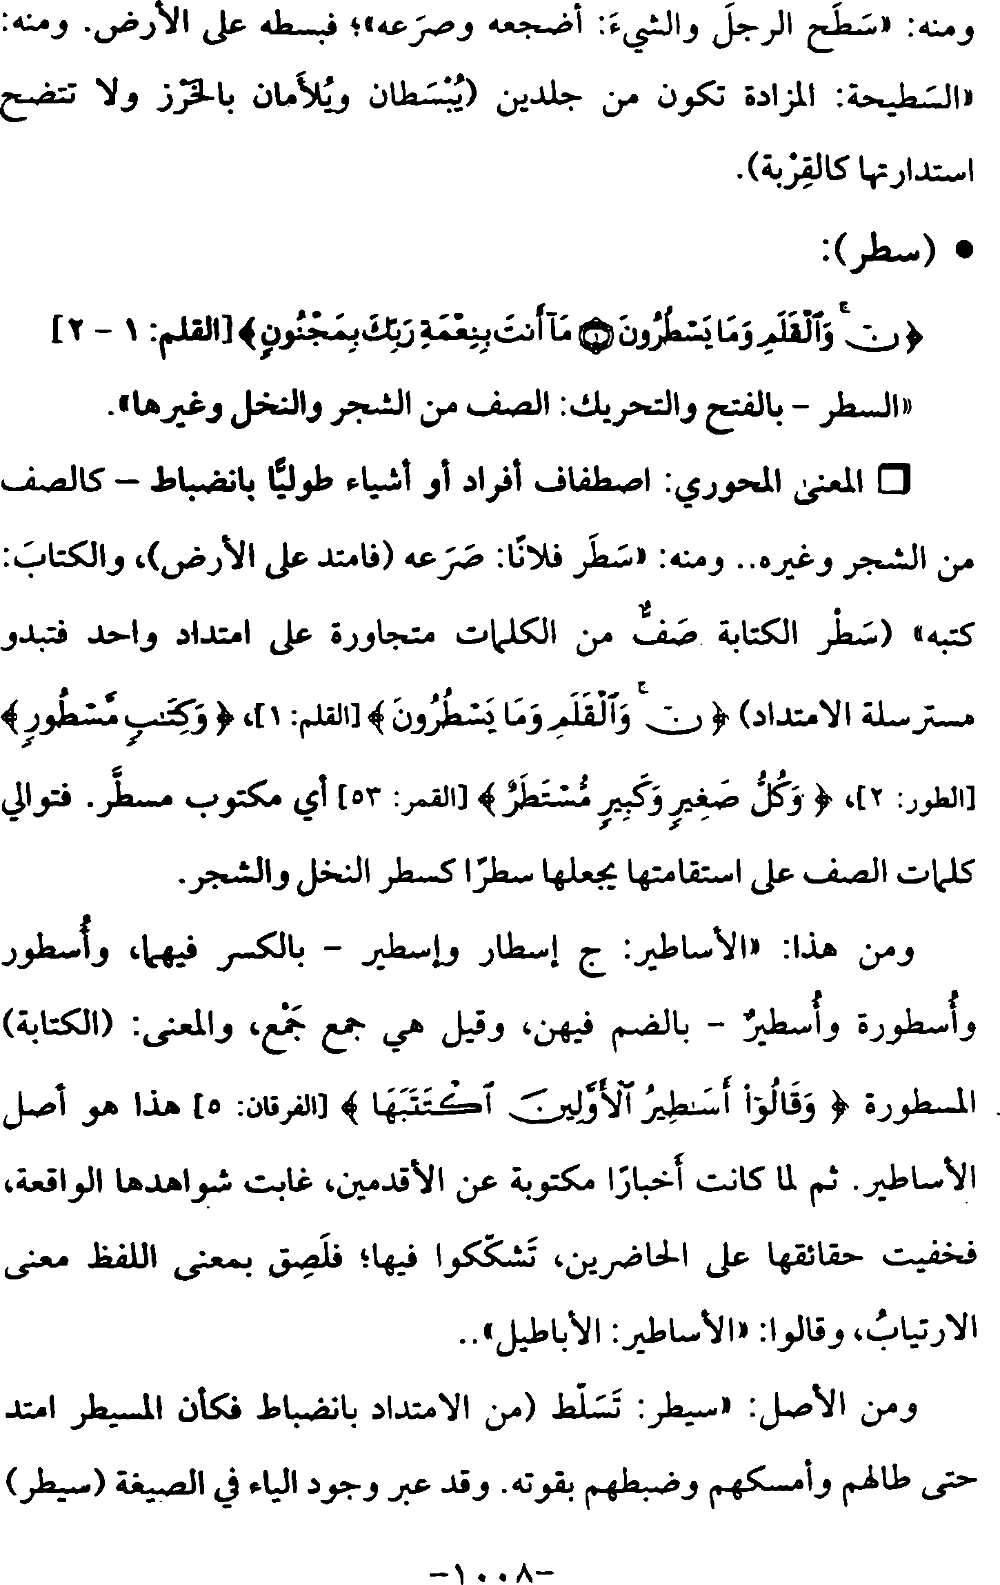 ومنه: «سَطَح الرجلَ والشيءَ: أضجعه وصرَعه»؛ فبسطه على الأرض. ومنه:
«السَطيحة: المزادة تكون من جلدين (يُبْسَطان ويُلأَمان بالخَرْز ولا تتضح
استدارتها كالقِرْبة).
• (سطر):
﴿نۤ ۚ وَٱلْقَلَمِ وَمَا يَسْطُرُونَ ۝١ مَآ أَنتَ بِنِعْمَةِ رَبِّكَ بِمَجْنُونٍ﴾ [القلم: ١ – ٢]
«السطر – بالفتح والتحريك: الصف من الشجر والنخل وغيرها».
□ المعنى المحوري: اصطفاف أفراد أو أشياء طوليًّا بانضباط – كالصف
من الشجر وغيره.. ومنه: «سَطَر فلانًا: صَرَعه (فامتد على الأرض)، والكتابَ:
كتبه» (سَطْر الكتابة صَفٌّ من الكلمات متجاورة على امتداد واحد فتبدو
مسترسلة الامتداد) ﴿نۤ ۚ وَٱلْقَلَمِ وَمَا يَسْطُرُونَ﴾ [القلم: ١]، ﴿وَكِتَـٰبٍ مَّسْطُورٍ﴾
[الطور: ٢]، ﴿وَكُلُّ صَغِيرٍ وَكَبِيرٍ مُّسْتَطَرٌ﴾ [القمر: ٥٣] أي مكتوب مسطَّر. فتوالي
كلمات الصف على استقامتها يجعلها سطرًا كسطر النخل والشجر.
ومن هذا: «الأساطير: ج إسطار وإسطير – بالكسر فيهما، وأُسطور
وأُسطورة وأُسطيرٌ – بالضم فيهن، وقيل هي جمع جَمْع، والمعنى: (الكتابة)
المسطورة ﴿وَقَالُوٓا۟ أَسَـٰطِيرُ ٱلْأَوَّلِينَ ٱكْتَتَبَهَا﴾ [الفرقان: ٥] هذا هو أصل
الأساطير. ثم لما كانت أَخبارًا مكتوبة عن الأقدمين، غابت شواهدها الواقعة،
فخفيت حقائقها على الحاضرين، تَشكّكوا فيها؛ فلَصِق بمعنى اللفظ معنى
الارتيابُ، وقالوا: «الأساطير: الأباطيل»..
ومن الأصل: «سيطر: تَسَلّط (من الامتداد بانضباط فكأن المسيطر امتد
حتى طالهم وأمسكهم وضبطهم بقوته. وقد عبر وجود الياء في الصيغة (سيطر)
-١٠٠٨-